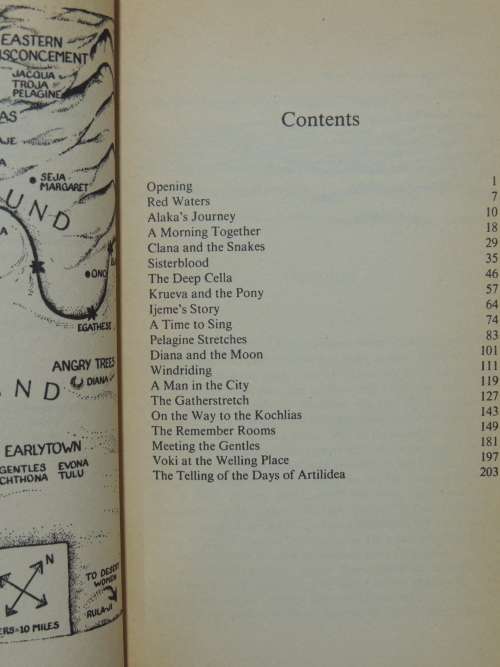 EASTERN
SCONCEMENT
JACQUA
TROJA
PELAGINE
AS
AJE
SEJA
MARGARET
UND
A
ONO
EGATHESE
ANGRY TREES
DIANA
AND
EARLYTOWN
GENTLES EVONA
CHTHONA TULU
N
TO DESERT
WOMEN
RULAWI
ERS=10 MILES
Contents
Opening 1
Red Waters 7
Alaka's Journey 10
A Morning Together 18
Clana and the Snakes 29
Sisterblood 35
The Deep Cella 46
Krueva and the Pony 57
Ijeme's Story 64
A Time to Sing 74
Pelagine Stretches 83
Diana and the Moon 101
Windriding 111
A Man in the City 119
The Gatherstretch 127
On the Way to the Kochlias 143
The Remember Rooms 149
Meeting the Gentles 181
Voki at the Welling Place 197
The Telling of the Days of Artilidea 203